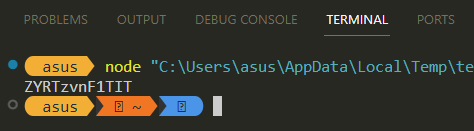 PROBLEMS OUTPUT DEBUG CONSOLE TERMINAL PORTS
asus node "C:\Users\asus\AppData\Local\Temp\te
ZYRTzvnF1TIT
asus ~